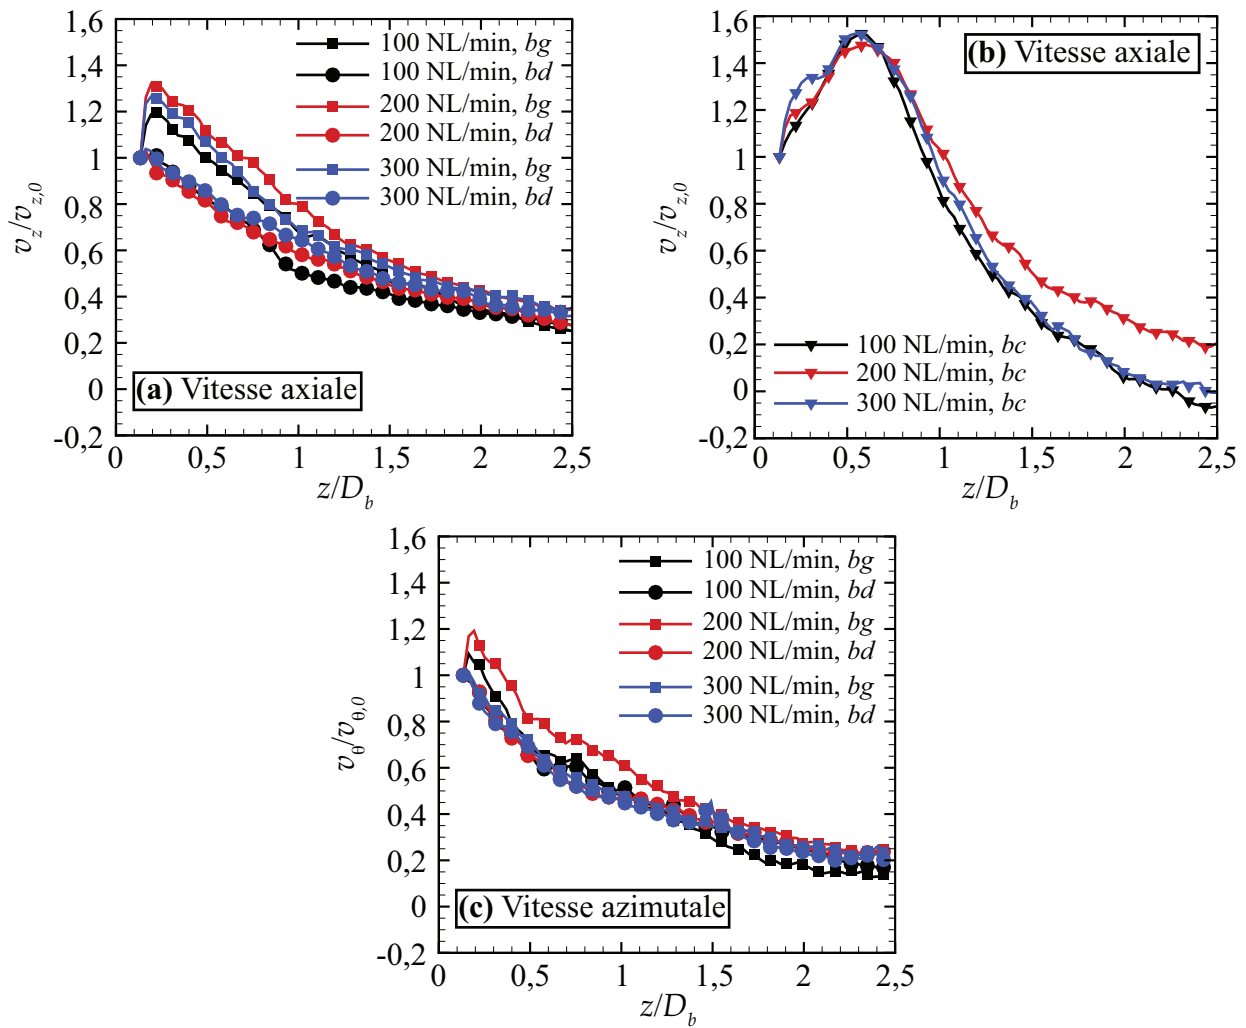 1,6
1,4
1,2
1
0,8
0,6
0,4
0,2
0
-0,2
v_z/v_{z,0}
100 NL/min, bg
100 NL/min, bd
200 NL/min, bg
200 NL/min, bd
300 NL/min, bg
300 NL/min, bd
(a) Vitesse axiale
0 0,5 1 1,5 2 2,5
z/D_b
1,6
1,4
1,2
1
0,8
0,6
0,4
0,2
0
-0,2
v_z/v_{z,0}
(b) Vitesse axiale
100 NL/min, bc
200 NL/min, bc
300 NL/min, bc
0 0,5 1 1,5 2 2,5
z/D_b
1,6
1,4
1,2
1
0,8
0,6
0,4
0,2
0
-0,2
v_θ/v_{θ,0}
100 NL/min, bg
100 NL/min, bd
200 NL/min, bg
200 NL/min, bd
300 NL/min, bg
300 NL/min, bd
(c) Vitesse azimutale
0 0,5 1 1,5 2 2,5
z/D_b